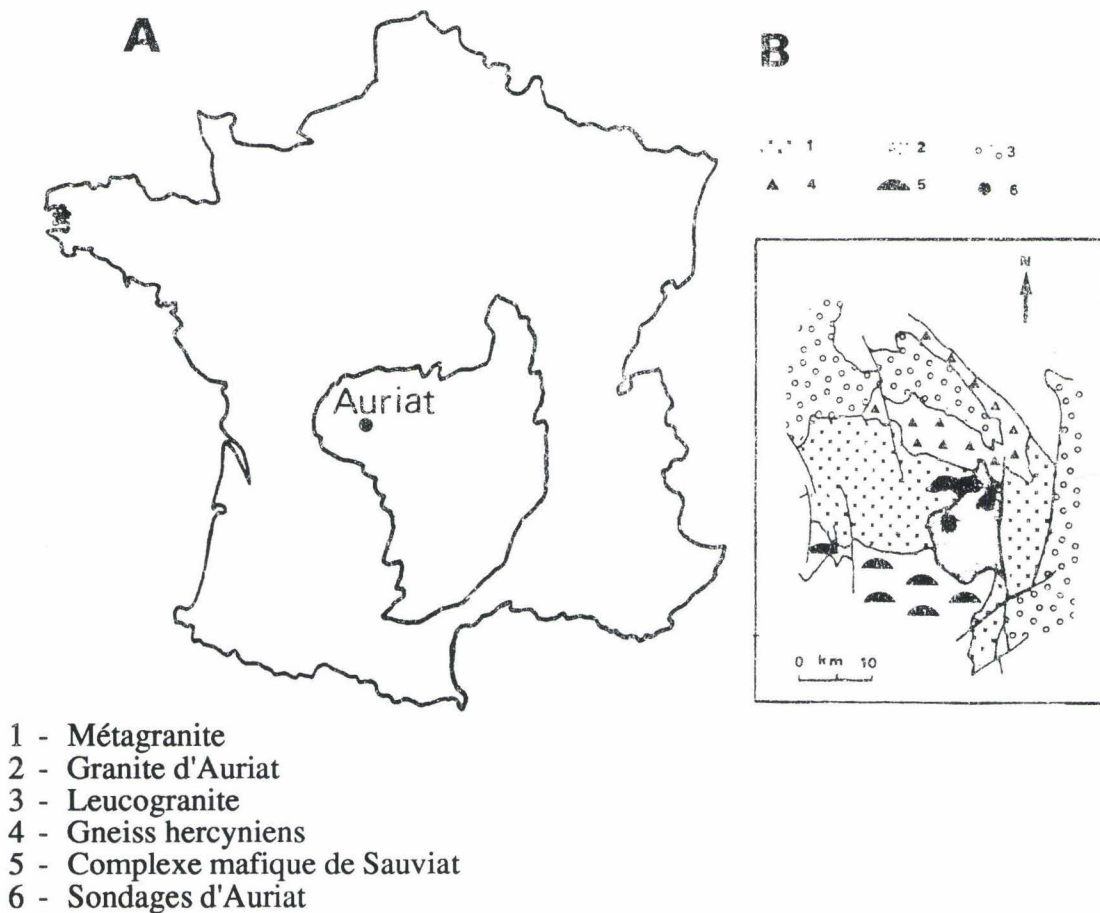 A
B
1 2 3
4 5 6
N
Auriat
0 km 10
1 - Métagranite
2 - Granite d'Auriat
3 - Leucogranite
4 - Gneiss hercyniens
5 - Complexe mafique de Sauviat
6 - Sondages d'Auriat